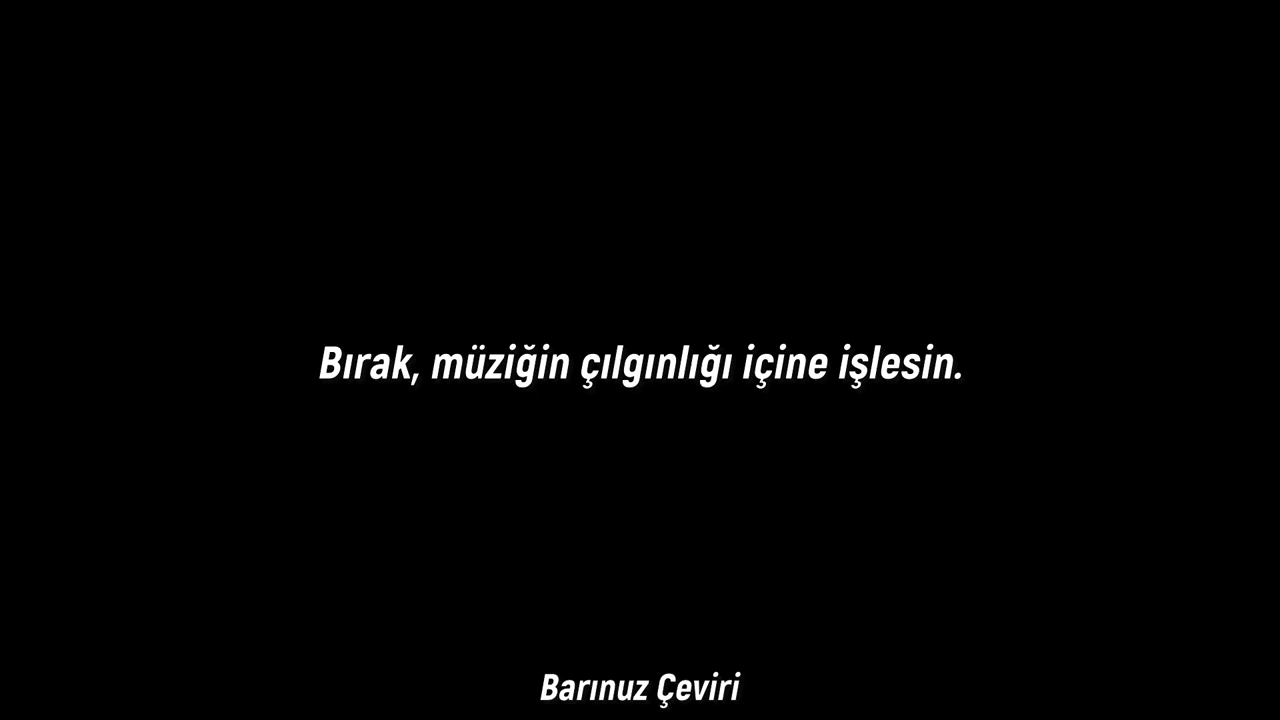 Bırak, müziğin çılgınlığı içine işlesin.
Barınuz Çeviri